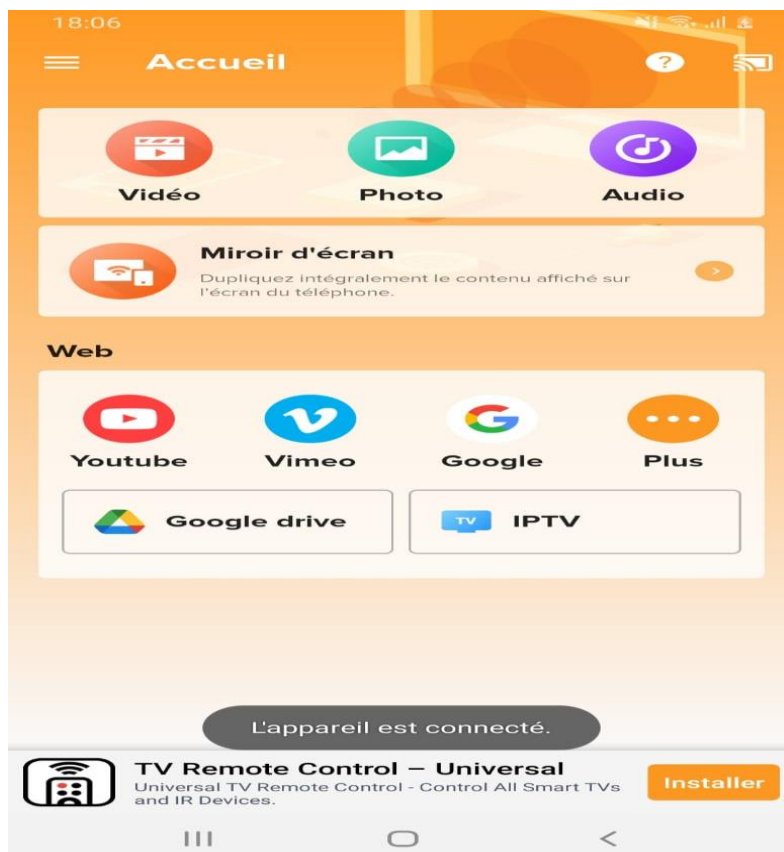 18:06
Accueil
?
Vidéo
Photo
Audio
Miroir d'écran
Dupliquez intégralement le contenu affiché sur
l'écran du téléphone.
Web
Youtube
Vimeo
Google
Plus
Google drive
TV
IPTV
L'appareil est connecté.
TV Remote Control – Universal
Universal TV Remote Control - Control All Smart TVs
and IR Devices.
Installer